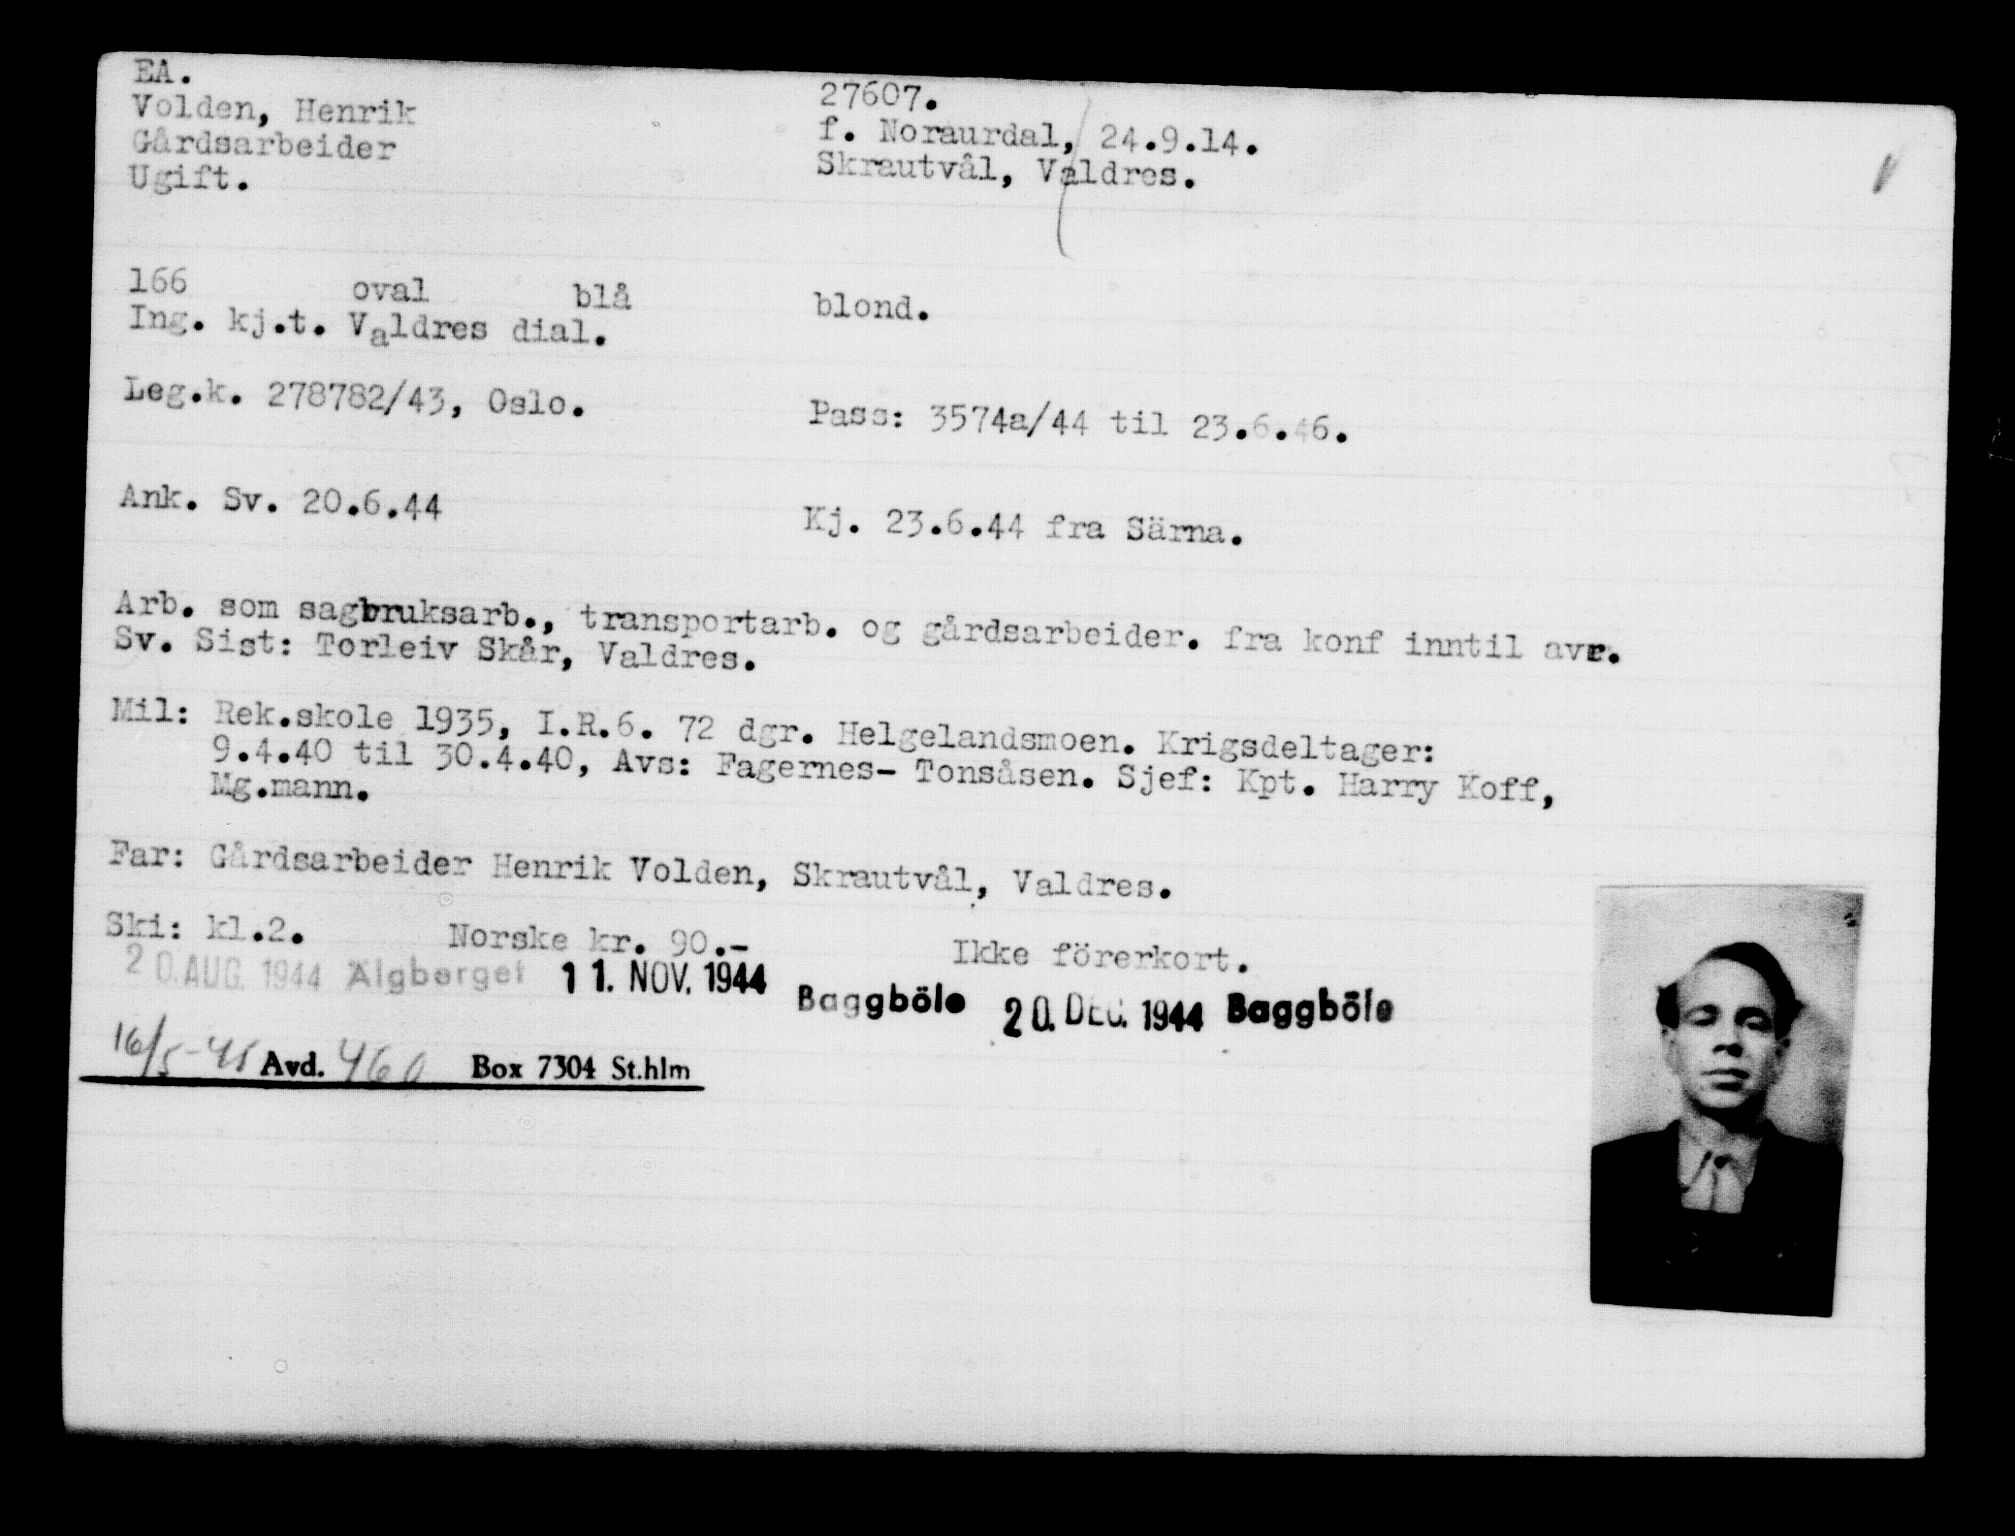 EA.
Volden, Henrik 27607.
Gårdsarbeider f. Noraurdal, 24.9.14.
Ugift. Skrautvål, Valdres.
166 oval blå blond.
Ing. kj.t. Valdres dial.
Leg.k. 278782/43, Oslo. Pass: 3574a/44 til 23.6.46.
Ank. Sv. 20.6.44 Kj. 23.6.44 fra Särna.
Arb. som sagbruksarb., transportarb. og gårdsarbeider. fra konf inntil avr.
Sv. Sist: Torleiv Skår, Valdres.
Mil: Rek.skole 1935, I.R.6. 72 dgr. Helgelandsmoen. Krigsdeltager:
9.4.40 til 30.4.40, Avs: Fagernes- Tonsåsen. Sjef: Kpt. Harry Koff,
Mg.mann.
Far: Gårdsarbeider Henrik Volden, Skrautvål, Valdres.
Ski: kl.2. Norske kr. 90.- Ikke förerkort.
20. AUG. 1944 Älgberget 11. NOV. 1944 Baggböle 20. DEC. 1944 Baggböle
16/5-45 Avd. 460 Box 7304 St.hlm